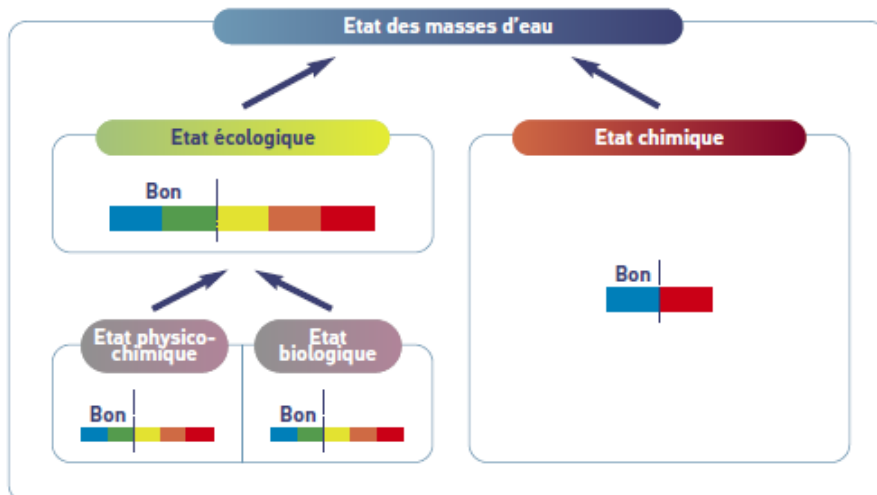 Etat des masses d'eau
Etat écologique
Bon
Etat chimique
Bon
Etat physico-
chimique
Bon
Etat
biologique
Bon